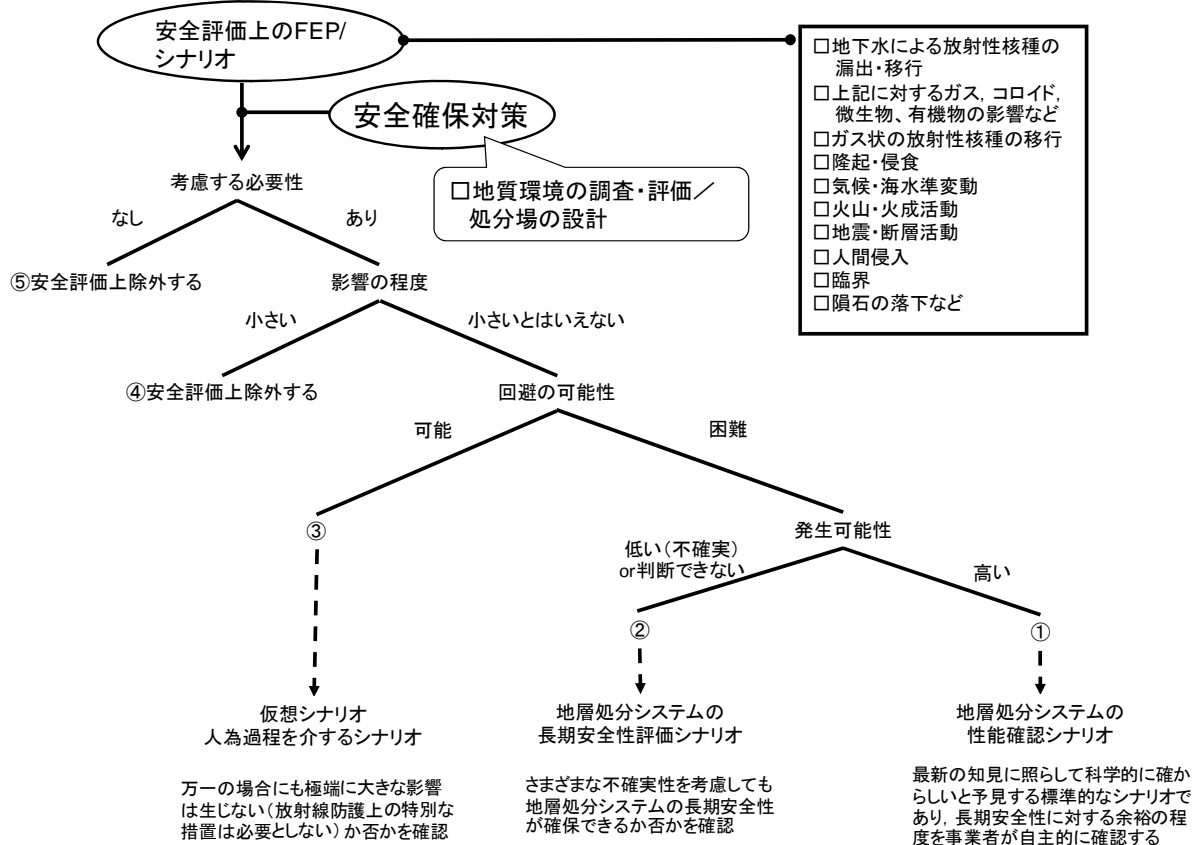 安全評価上のFEP/
シナリオ
安全確保対策
□地質環境の調査・評価／
処分場の設計
□地下水による放射性核種の
漏出・移行
□上記に対するガス, コロイド,
微生物、有機物の影響など
□ガス状の放射性核種の移行
□隆起・侵食
□気候・海水準変動
□火山・火成活動
□地震・断層活動
□人間侵入
□臨界
□隕石の落下など
考慮する必要性
なし
あり
⑤安全評価上除外する
影響の程度
小さい
小さいとはいえない
④安全評価上除外する
回避の可能性
可能
困難
③
発生可能性
低い（不確実）
or判断できない
高い
②
①
仮想シナリオ
人為過程を介するシナリオ
万一の場合にも極端に大きな影響
は生じない（放射線防護上の特別な
措置は必要としない）か否かを確認
地層処分システムの
長期安全性評価シナリオ
さまざまな不確実性を考慮しても
地層処分システムの長期安全性
が確保できるか否かを確認
地層処分システムの
性能確認シナリオ
最新の知見に照らして科学的に確か
らしいと予見する標準的なシナリオで
あり, 長期安全性に対する余裕の程
度を事業者が自主的に確認する